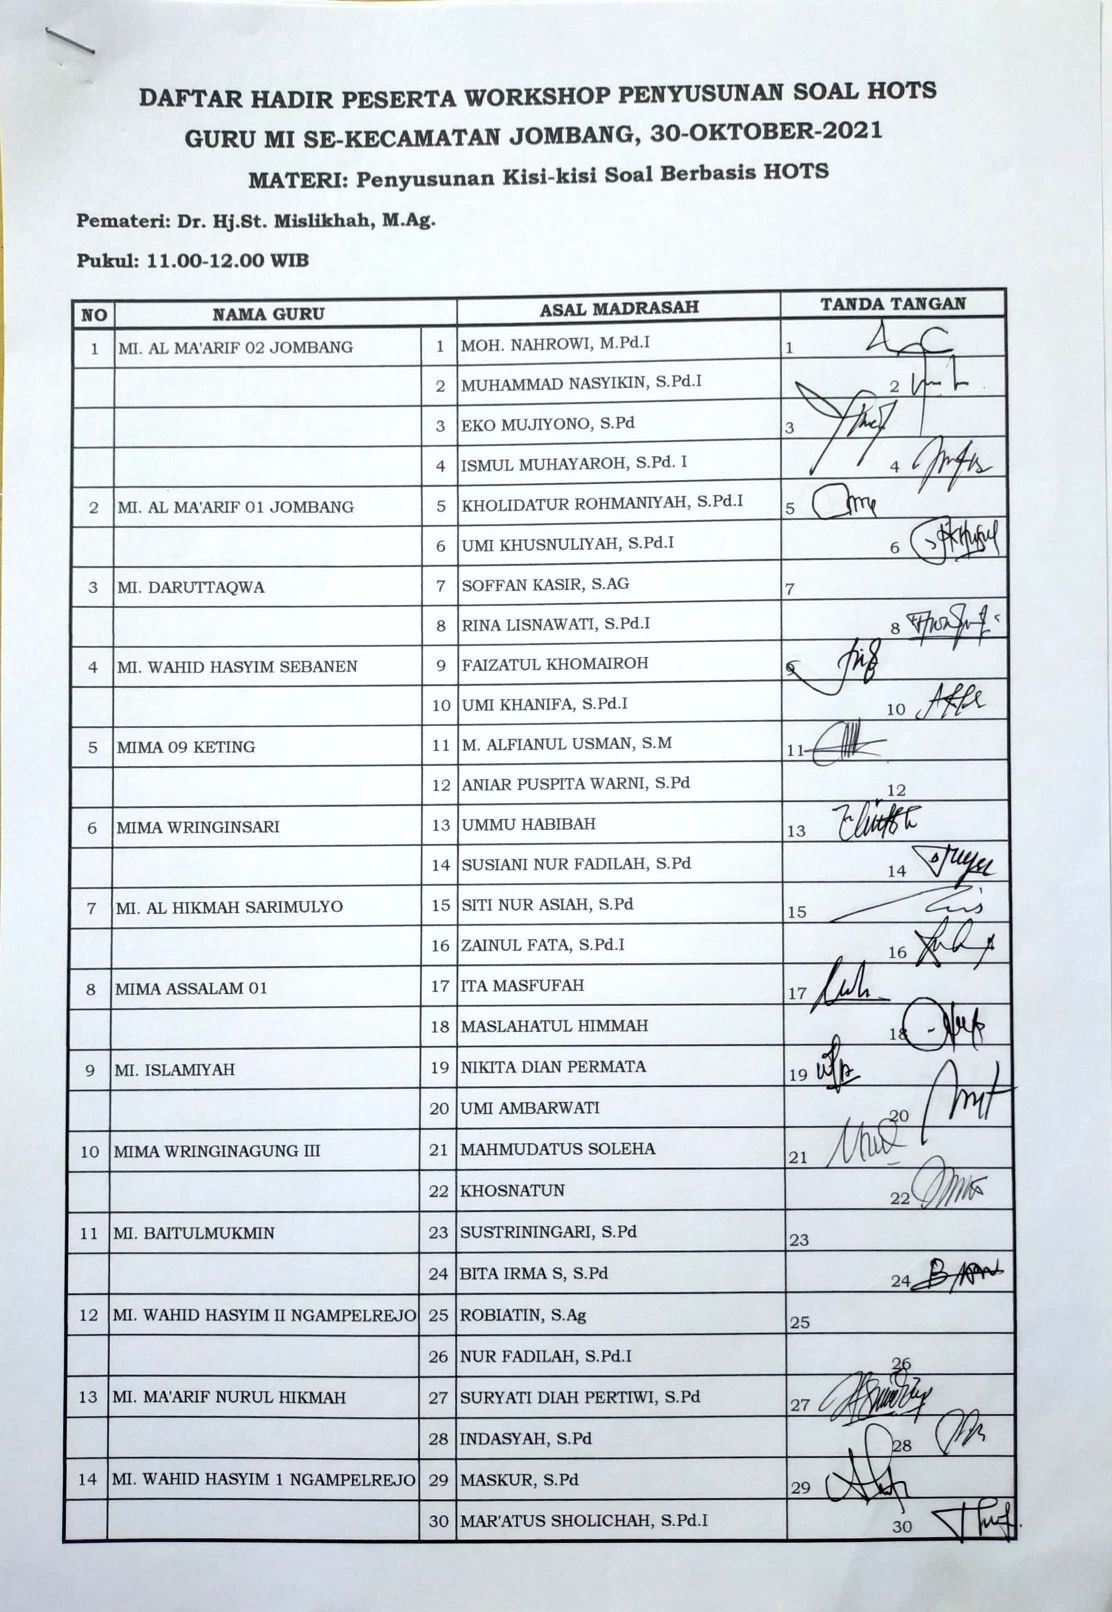 DAFTAR HADIR PESERTA WORKSHOP PENYUSUNAN SOAL HOTS
GURU MI SE-KECAMATAN JOMBANG, 30-OKTOBER-2021
MATERI: Penyusunan Kisi-kisi Soal Berbasis HOTS
Pemateri: Dr. Hj.St. Mislikhah, M.Ag.
Pukul: 11.00-12.00 WIB
NO NAMA GURU ASAL MADRASAH TANDA TANGAN
1 MI. AL MA'ARIF 02 JOMBANG 1 MOH. NAHROWI, M.Pd.I 1
2 MUHAMMAD NASYIKIN, S.Pd.I 2
3 EKO MUJIYONO, S.Pd 3
4 ISMUL MUHAYAROH, S.Pd. I 4
2 MI. AL MA'ARIF 01 JOMBANG 5 KHOLIDATUR ROHMANIYAH, S.Pd.I 5
6 UMI KHUSNULIYAH, S.Pd.I 6
3 MI. DARUTTAQWA 7 SOFFAN KASIR, S.AG 7
8 RINA LISNAWATI, S.Pd.I 8
4 MI. WAHID HASYIM SEBANEN 9 FAIZATUL KHOMAIROH 9
10 UMI KHANIFA, S.Pd.I 10
5 MIMA 09 KETING 11 M. ALFIANUL USMAN, S.M 11
12 ANIAR PUSPITA WARNI, S.Pd 12
6 MIMA WRINGINSARI 13 UMMU HABIBAH 13
14 SUSIANI NUR FADILAH, S.Pd 14
7 MI. AL HIKMAH SARIMULYO 15 SITI NUR ASIAH, S.Pd 15
16 ZAINUL FATA, S.Pd.I 16
8 MIMA ASSALAM 01 17 ITA MASFUFAH 17
18 MASLAHATUL HIMMAH 18
9 MI. ISLAMIYAH 19 NIKITA DIAN PERMATA 19
20 UMI AMBARWATI 20
10 MIMA WRINGINAGUNG III 21 MAHMUDATUS SOLEHA 21
22 KHOSNATUN 22
11 MI. BAITULMUKMIN 23 SUSTRININGARI, S.Pd 23
24 BITA IRMA S, S.Pd 24
12 MI. WAHID HASYIM II NGAMPELREJO 25 ROBIATIN, S.Ag 25
26 NUR FADILAH, S.Pd.I 26
13 MI. MA'ARIF NURUL HIKMAH 27 SURYATI DIAH PERTIWI, S.Pd 27
28 INDASYAH, S.Pd 28
14 MI. WAHID HASYIM 1 NGAMPELREJO 29 MASKUR, S.Pd 29
30 MAR'ATUS SHOLICHAH, S.Pd.I 30